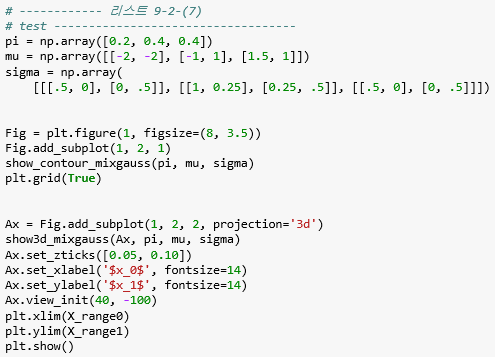 # ------------ 리스트 9-2-(7)
# test ---------------------------------
pi = np.array([0.2, 0.4, 0.4])
mu = np.array([[-2, -2], [-1, 1], [1.5, 1]])
sigma = np.array(
    [[[.5, 0], [0, .5]], [[1, 0.25], [0.25, .5]], [[.5, 0], [0, .5]]])
Fig = plt.figure(1, figsize=(8, 3.5))
Fig.add_subplot(1, 2, 1)
show_contour_mixgauss(pi, mu, sigma)
plt.grid(True)
Ax = Fig.add_subplot(1, 2, 2, projection='3d')
show3d_mixgauss(Ax, pi, mu, sigma)
Ax.set_zticks([0.05, 0.10])
Ax.set_xlabel('$x_0$', fontsize=14)
Ax.set_ylabel('$x_1$', fontsize=14)
Ax.view_init(40, -100)
plt.xlim(X_range0)
plt.ylim(X_range1)
plt.show()